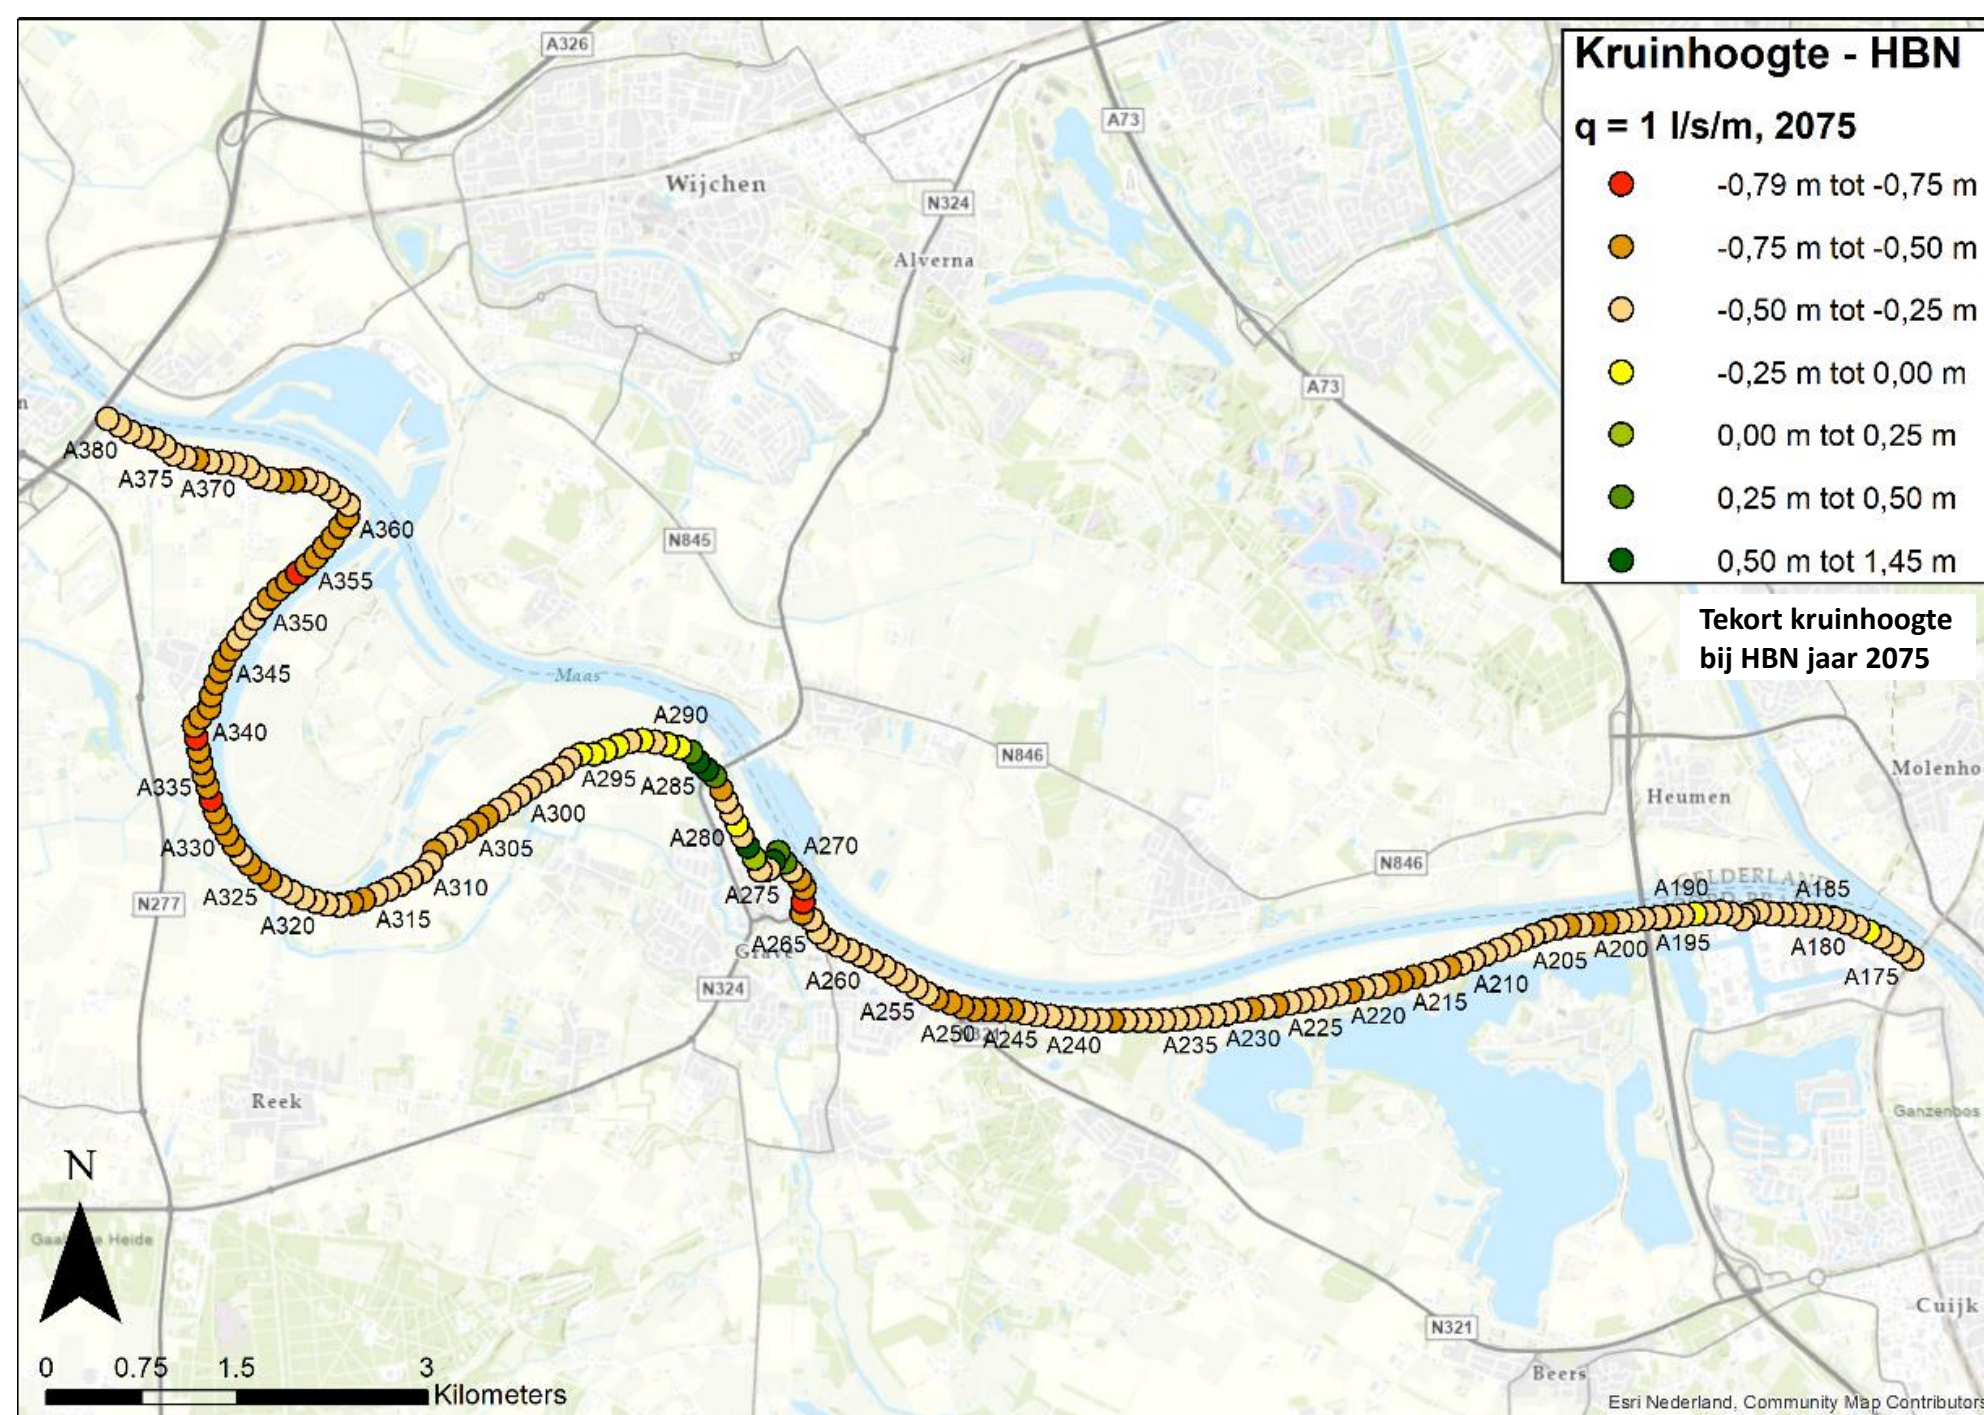 Kruinhoogte - HBN
q = 1 l/s/m, 2075
-0,79 m tot -0,75 m
-0,75 m tot -0,50 m
-0,50 m tot -0,25 m
-0,25 m tot 0,00 m
0,00 m tot 0,25 m
0,25 m tot 0,50 m
0,50 m tot 1,45 m
Tekort kruinhoogte
bij HBN jaar 2075
A326
A73
Wijchen
N324
Alverna
A73
A380
A375
A370
A360
N845
A355
A350
A345
Maas
A290
A340
N846
Molenho
A335
A295
A285
Heumen
A300
A280
A270
A330
A305
N846
GELDERLAND
A310
A275
A190
A185
N277
A325
A315
A320
A265
Grave
A195
A180
A200
A205
A175
A260
N324
A210
A215
A255
A220
A225
A250
A245
A240
A235
A230
Reek
Ganzenbos
N
Heide
Cuijk
N321
0
0.75
1.5
3
Kilometers
Beers
Esri Nederland, Community Map Contributors